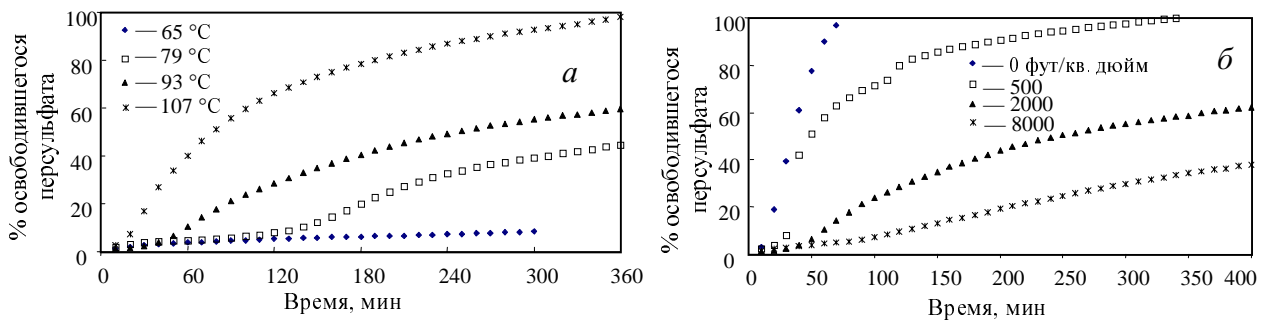 % освободившегося
персульфата
100
80
60
40
20
0
— 65 °C
— 79 °C
— 93 °C
— 107 °C
а
0
60
120
180
240
300
360
Время, мин
% освободившегося
персульфата
100
80
60
40
20
0
— 0 фут/кв. дюйм
— 500
— 2000
— 8000
б
0
50
100
150
200
250
300
350
400
Время, мин